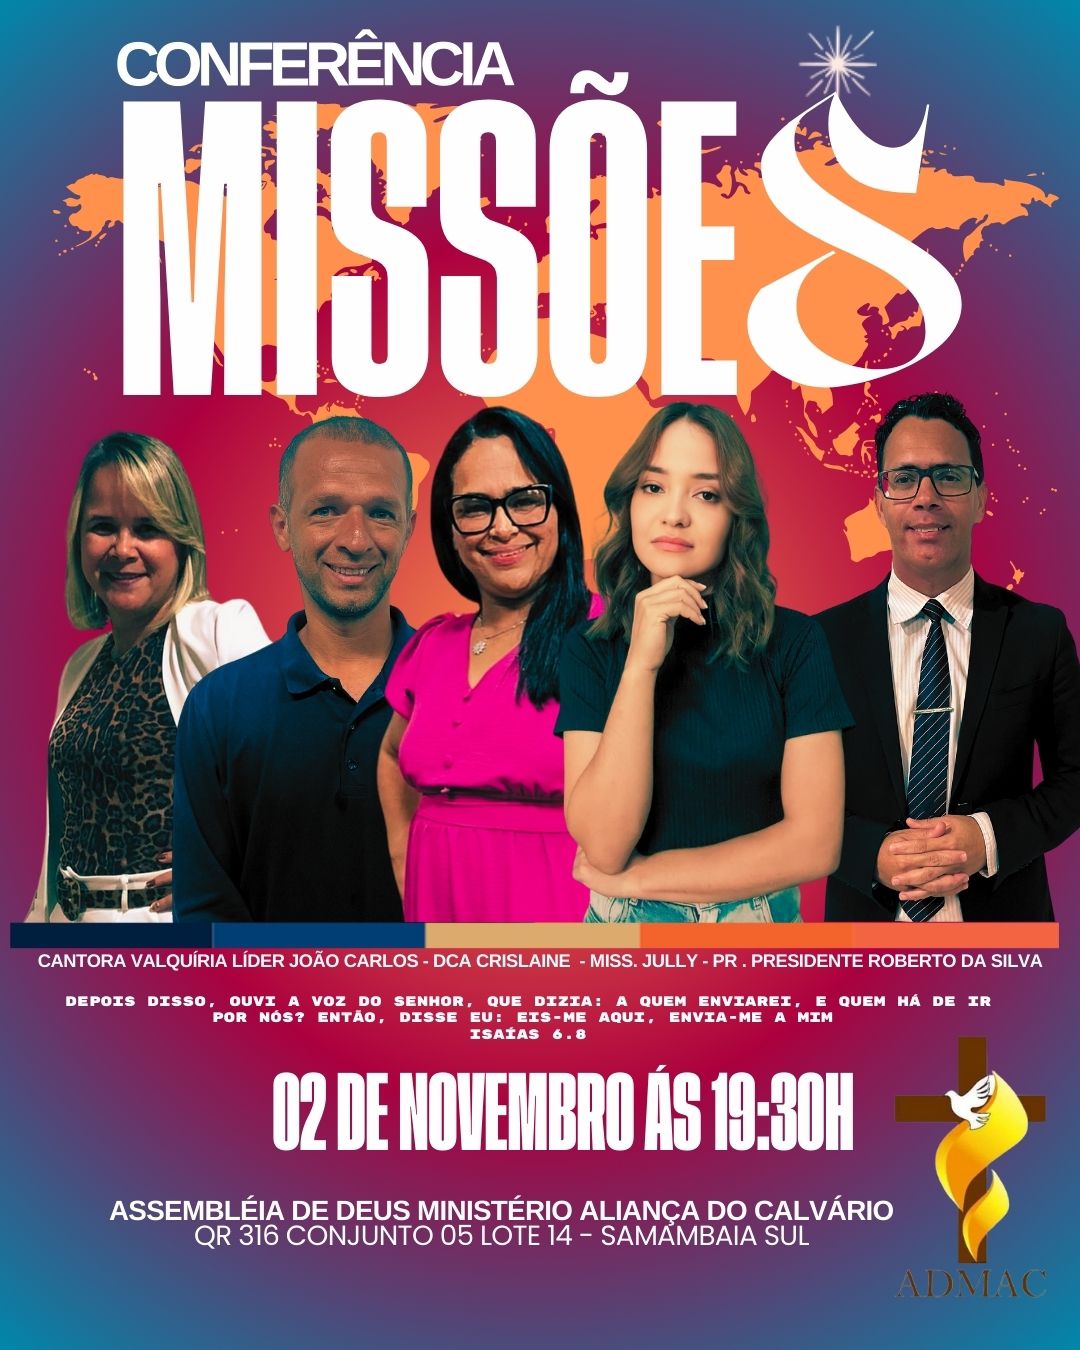 CONFERÊNCIA
MISSÕES
CANTORA VALQUÍRIA LÍDER JOÃO CARLOS - DCA CRISLAINE - MISS. JULLY - PR . PRESIDENTE ROBERTO DA SILVA
DEPOIS DISSO, OUVI A VOZ DO SENHOR, QUE DIZIA: A QUEM ENVIAREI, E QUEM HÁ DE IR
POR NÓS? ENTÃO, DISSE EU: EIS-ME AQUI, ENVIA-ME A MIM
ISAÍAS 6.8
02 DE NOVEMBRO ÁS 19:30H
ASSEMBLÉIA DE DEUS MINISTÉRIO ALIANÇA DO CALVÁRIO
QR 316 CONJUNTO 05 LOTE 14 - SAMAMBAIA SUL
ADMAC